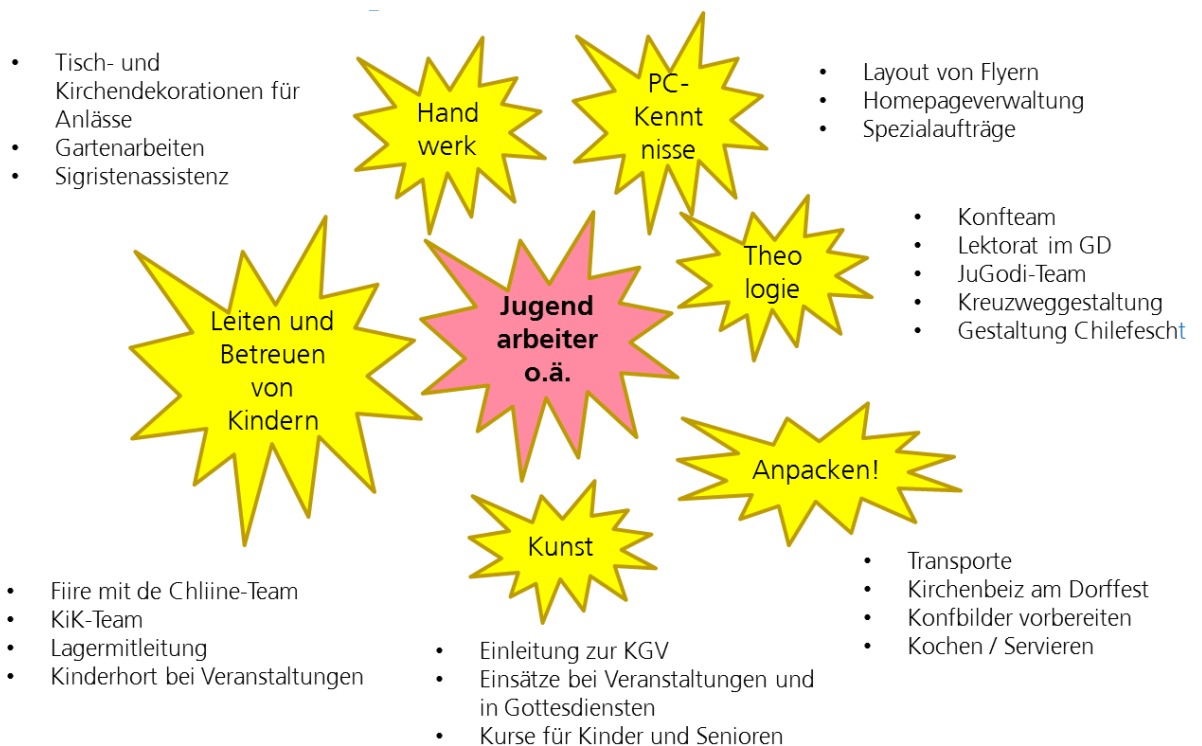 • Tisch- und
Kirchendekorationen für
Anlässe
• Gartenarbeiten
• Sigristenassistenz
Hand
werk
PC-
Kennt
nisse
• Layout von Flyern
• Homepageverwaltung
• Spezialaufträge
Theo
logie
• Konfteam
• Lektorat im GD
• JuGodi-Team
• Kreuzweggestaltung
• Gestaltung Chilefescht
Leiten und
Betreuen
von
Kindern
Jugend
arbeiter
o.ä.
Anpacken!
Kunst
• Fiire mit de Chliine-Team
• KiK-Team
• Lagermitleitung
• Kinderhort bei Veranstaltungen
• Einleitung zur KGV
• Einsätze bei Veranstaltungen und
in Gottesdiensten
• Kurse für Kinder und Senioren
• Transporte
• Kirchenbeiz am Dorffest
• Konfbilder vorbereiten
• Kochen / Servieren